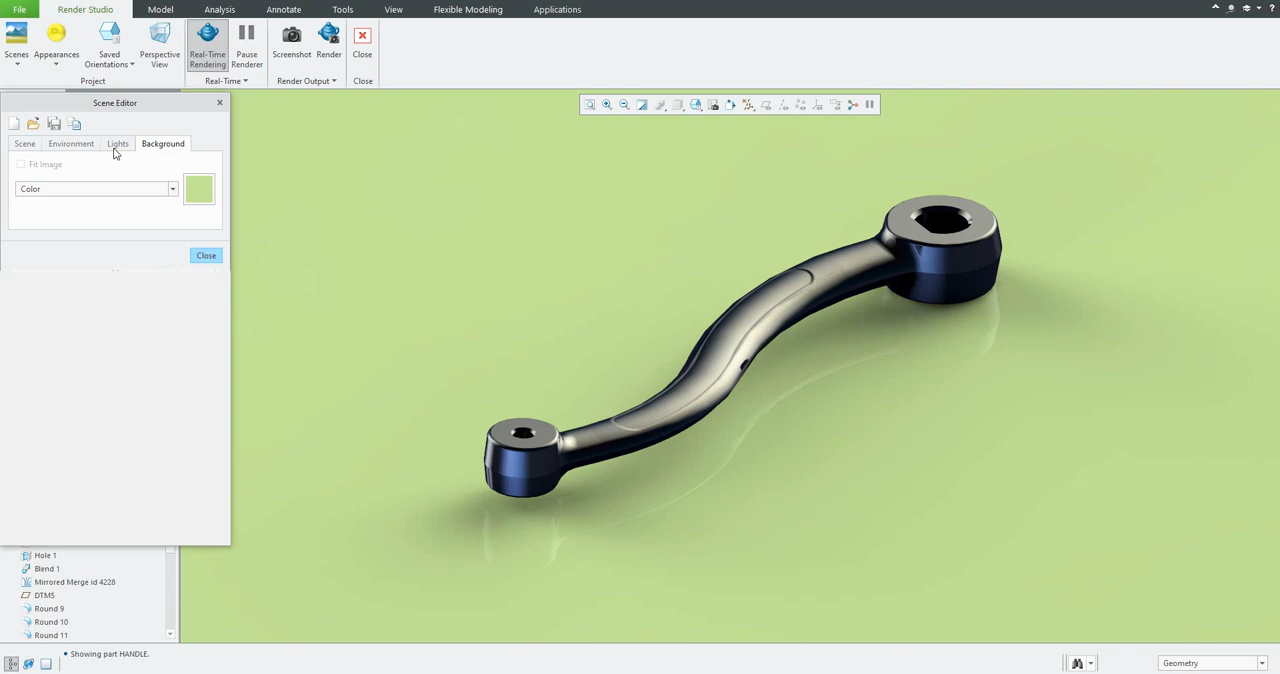 File Render Studio Model Analysis Annotate Tools View Flexible Modeling Applications
Scenes Appearances Saved Orientations Perspective View Real-Time Rendering Pause Renderer Screenshot Render Close
Project Real-Time Render Output Close
Scene Editor
Scene Environment Lights Background
Fit Image
Color
Close
Hole 1
Blend 1
Mirrored Merge id 4228
DTM5
Round 9
Round 10
Round 11
Showing part HANDLE.
Geometry